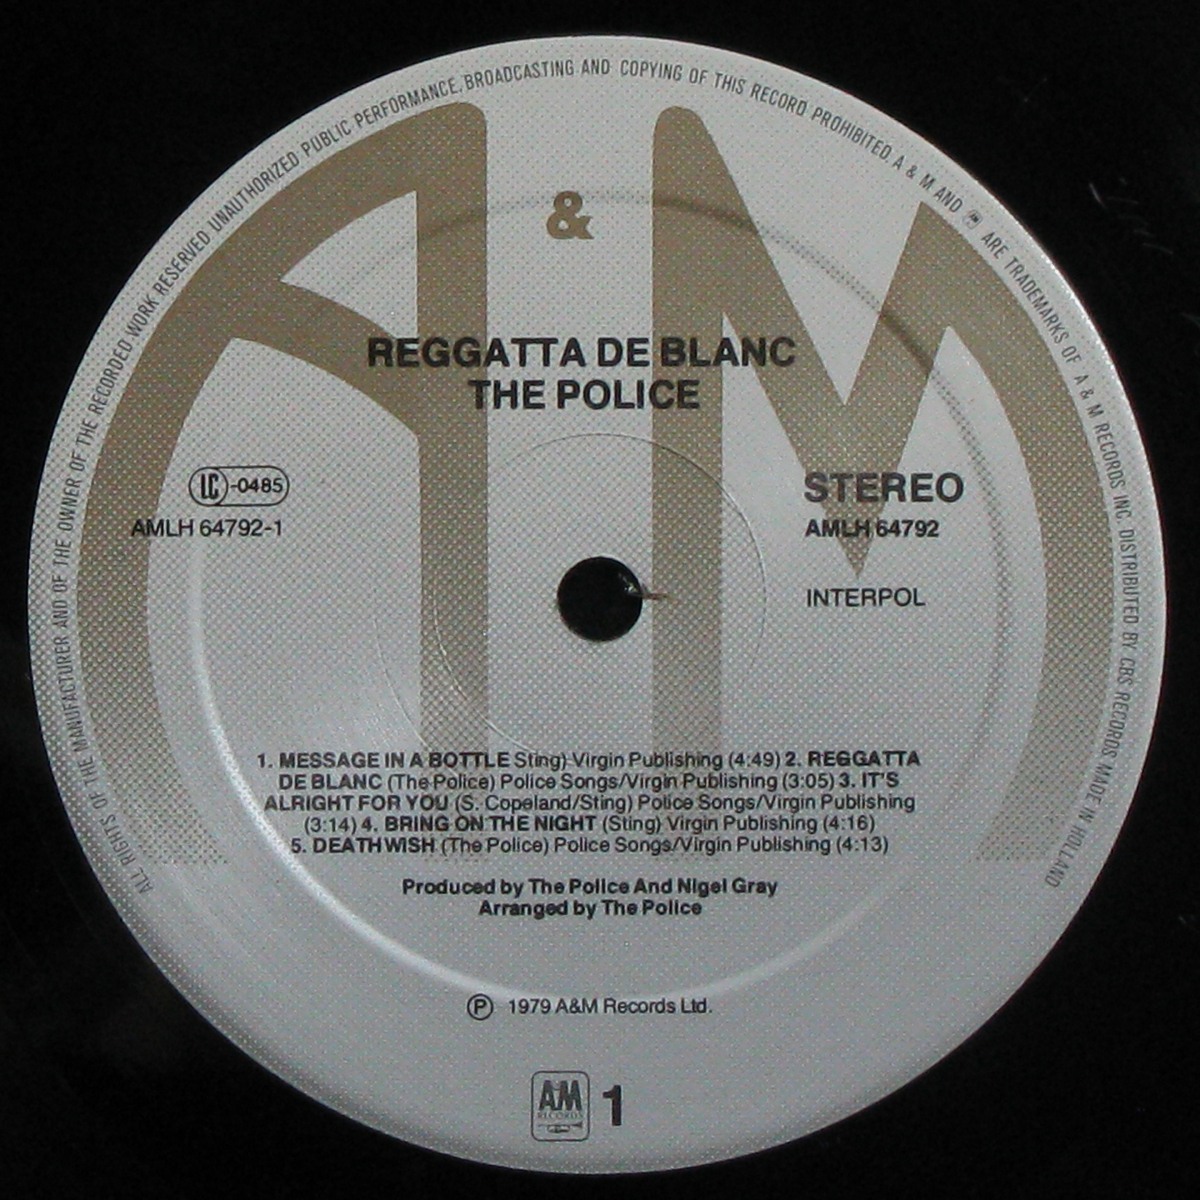 ALL RIGHTS OF THE MANUFACTURER AND OF THE OWNER OF THE RECORDED WORK RESERVED UNAUTHORIZED PUBLIC PERFORMANCE, BROADCASTING AND COPYING OF THIS RECORD PROHIBITED. A & M AND AM ARE TRADEMARKS OF A & M RECORDS INC. DISTRIBUTED BY CBS RECORDS MADE IN HOLLAND
A & M
REGGATTA DE BLANC
THE POLICE
LC-0485
STEREO
AMLH 64792-1
AMLH 64792
INTERPOL
1. MESSAGE IN A BOTTLE Sting) Virgin Publishing (4:49) 2. REGGATTA
DE BLANC (The Police) Police Songs/Virgin Publishing (3:05) 3. IT'S
ALRIGHT FOR YOU (S. Copeland/Sting) Police Songs/Virgin Publishing
(3:14) 4. BRING ON THE NIGHT (Sting) Virgin Publishing (4:16)
5. DEATHWISH (The Police) Police Songs/Virgin Publishing (4:13)
Produced by The Police And Nigel Gray
Arranged by The Police
Ⓟ 1979 A&M Records Ltd.
A&M
RECORDS
1